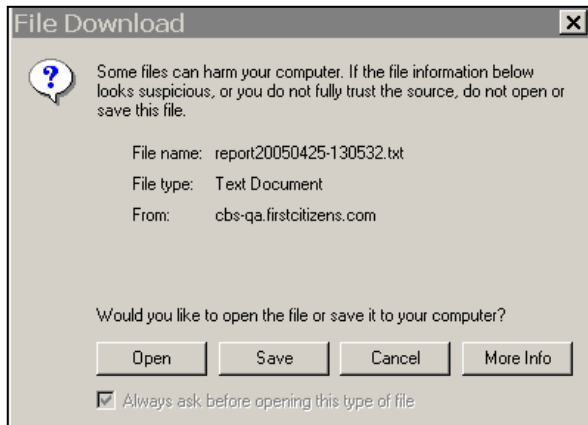 File Download
Some files can harm your computer. If the file information below
looks suspicious, or you do not fully trust the source, do not open or
save this file.
File name: report20050425-130532.txt
File type: Text Document
From: cbs-qa.firstcitizens.com
Would you like to open the file or save it to your computer?
Open Save Cancel More Info
Always ask before opening this type of file